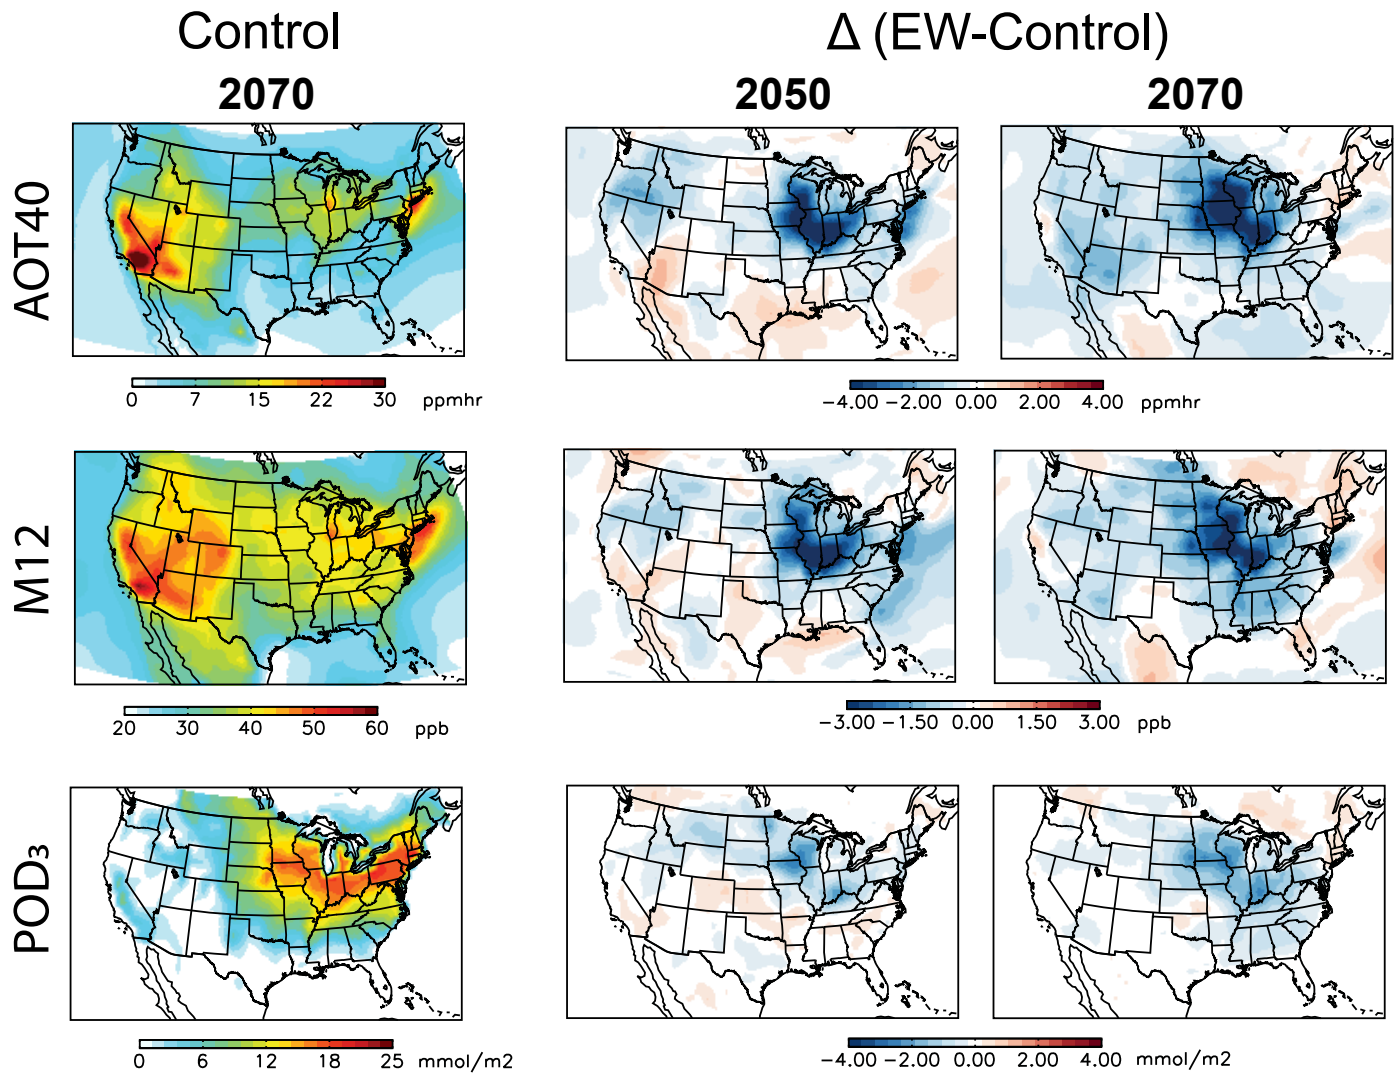 Control
Δ (EW-Control)
2070
2050
2070
AOT40
0 7 15 22 30 ppmhr
−4.00 −2.00 0.00 2.00 4.00 ppmhr
M12
20 30 40 50 60 ppb
−3.00 −1.50 0.00 1.50 3.00 ppb
POD₃
0 6 12 18 25 mmol/m2
−4.00 −2.00 0.00 2.00 4.00 mmol/m2